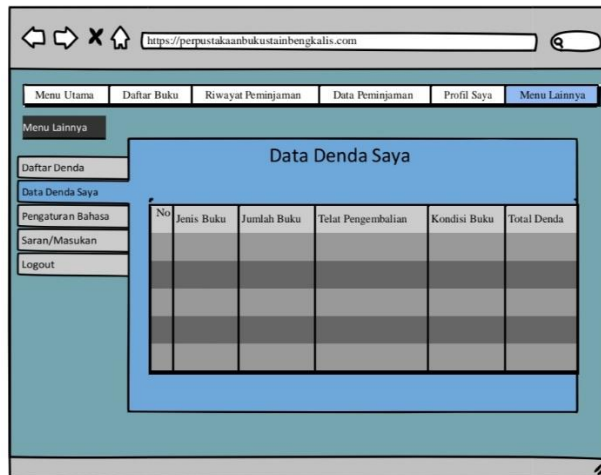 https://perpustakaanbukustainbengkalis.com
Menu Utama Daftar Buku Riwayat Peminjaman Data Peminjaman Profil Saya Menu Lainnya
Menu Lainnya
Daftar Denda
Data Denda Saya
Pengaturan Bahasa
Saran/Masukan
Logout
Data Denda Saya
No Jenis Buku Jumlah Buku Telat Pengembalian Kondisi Buku Total Denda